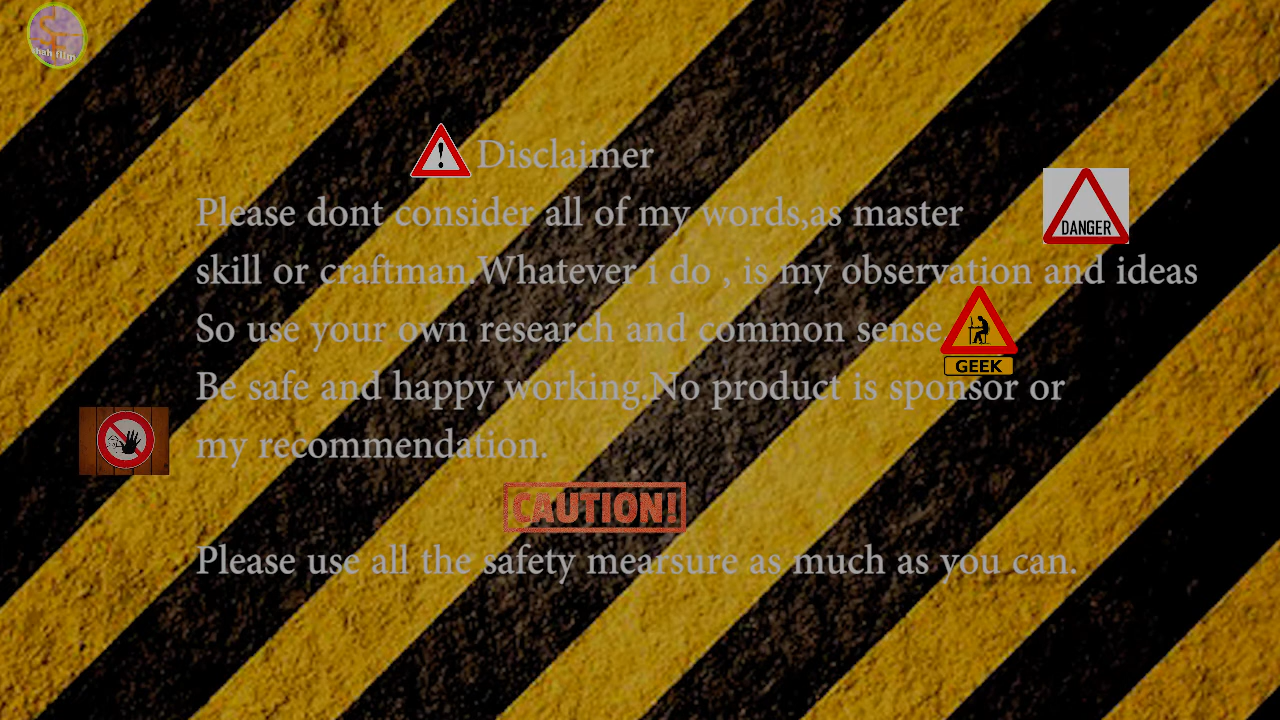 hah film
Disclaimer
Please dont consider all of my words,as master
DANGER
skill or craftman.Whatever i do , is my observation and ideas
So use your own research and common sense
GEEK
Be safe and happy working.No product is sponsor or
my recommendation.
CAUTION!
Please use all the safety mearsure as much as you can.